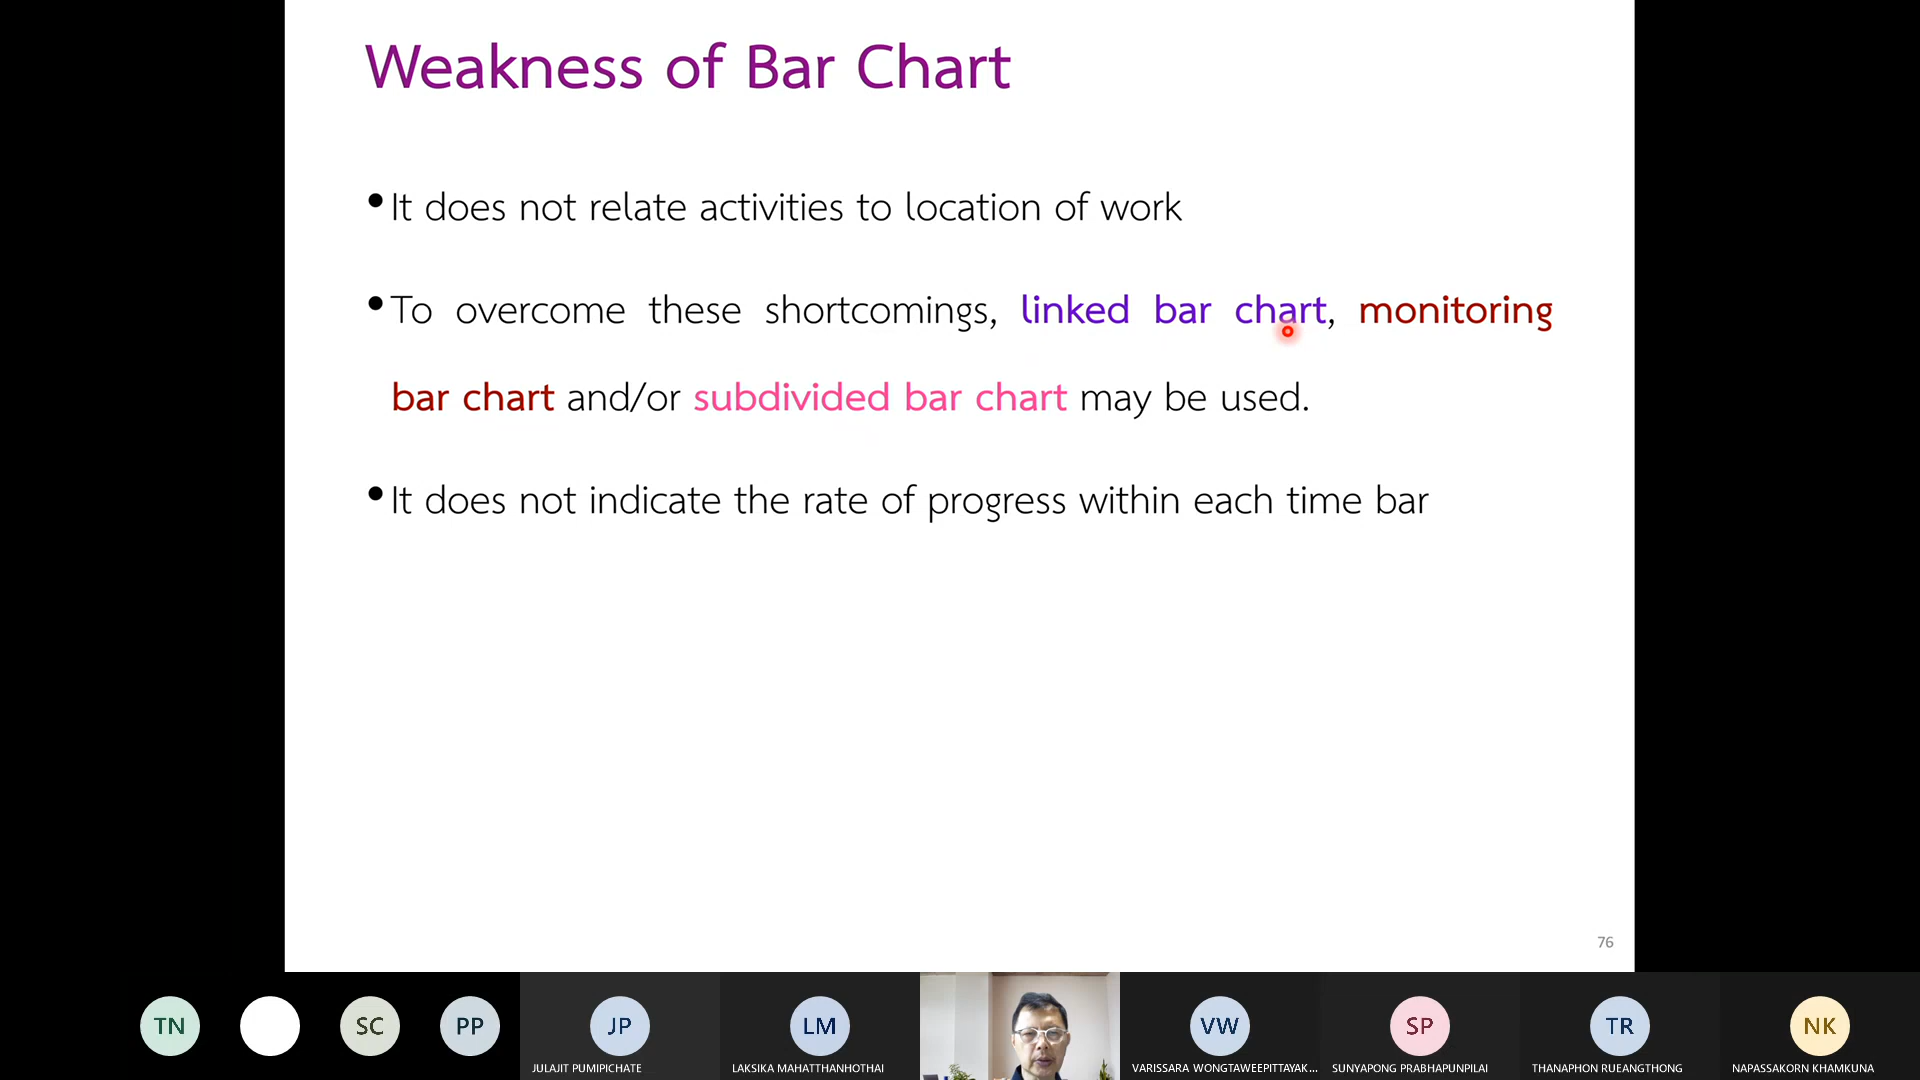 Weakness of Bar Chart
•It does not relate activities to location of work
•To overcome these shortcomings, linked bar chart, monitoring
bar chart and/or subdivided bar chart may be used.
•It does not indicate the rate of progress within each time bar
76
TN
SC
PP
JP
LM
VW
SP
TR
NK
JULAJIT PUMIPICHATE
LAKSIKA MAHATTHANHOTHAI
VARISSARA WONGTAWEEPITTAYAK...
SUNYAPONG PRABHAPUNPILAI
THANAPHON RUEANGTHONG
NAPASSAKORN KHAMKUNA